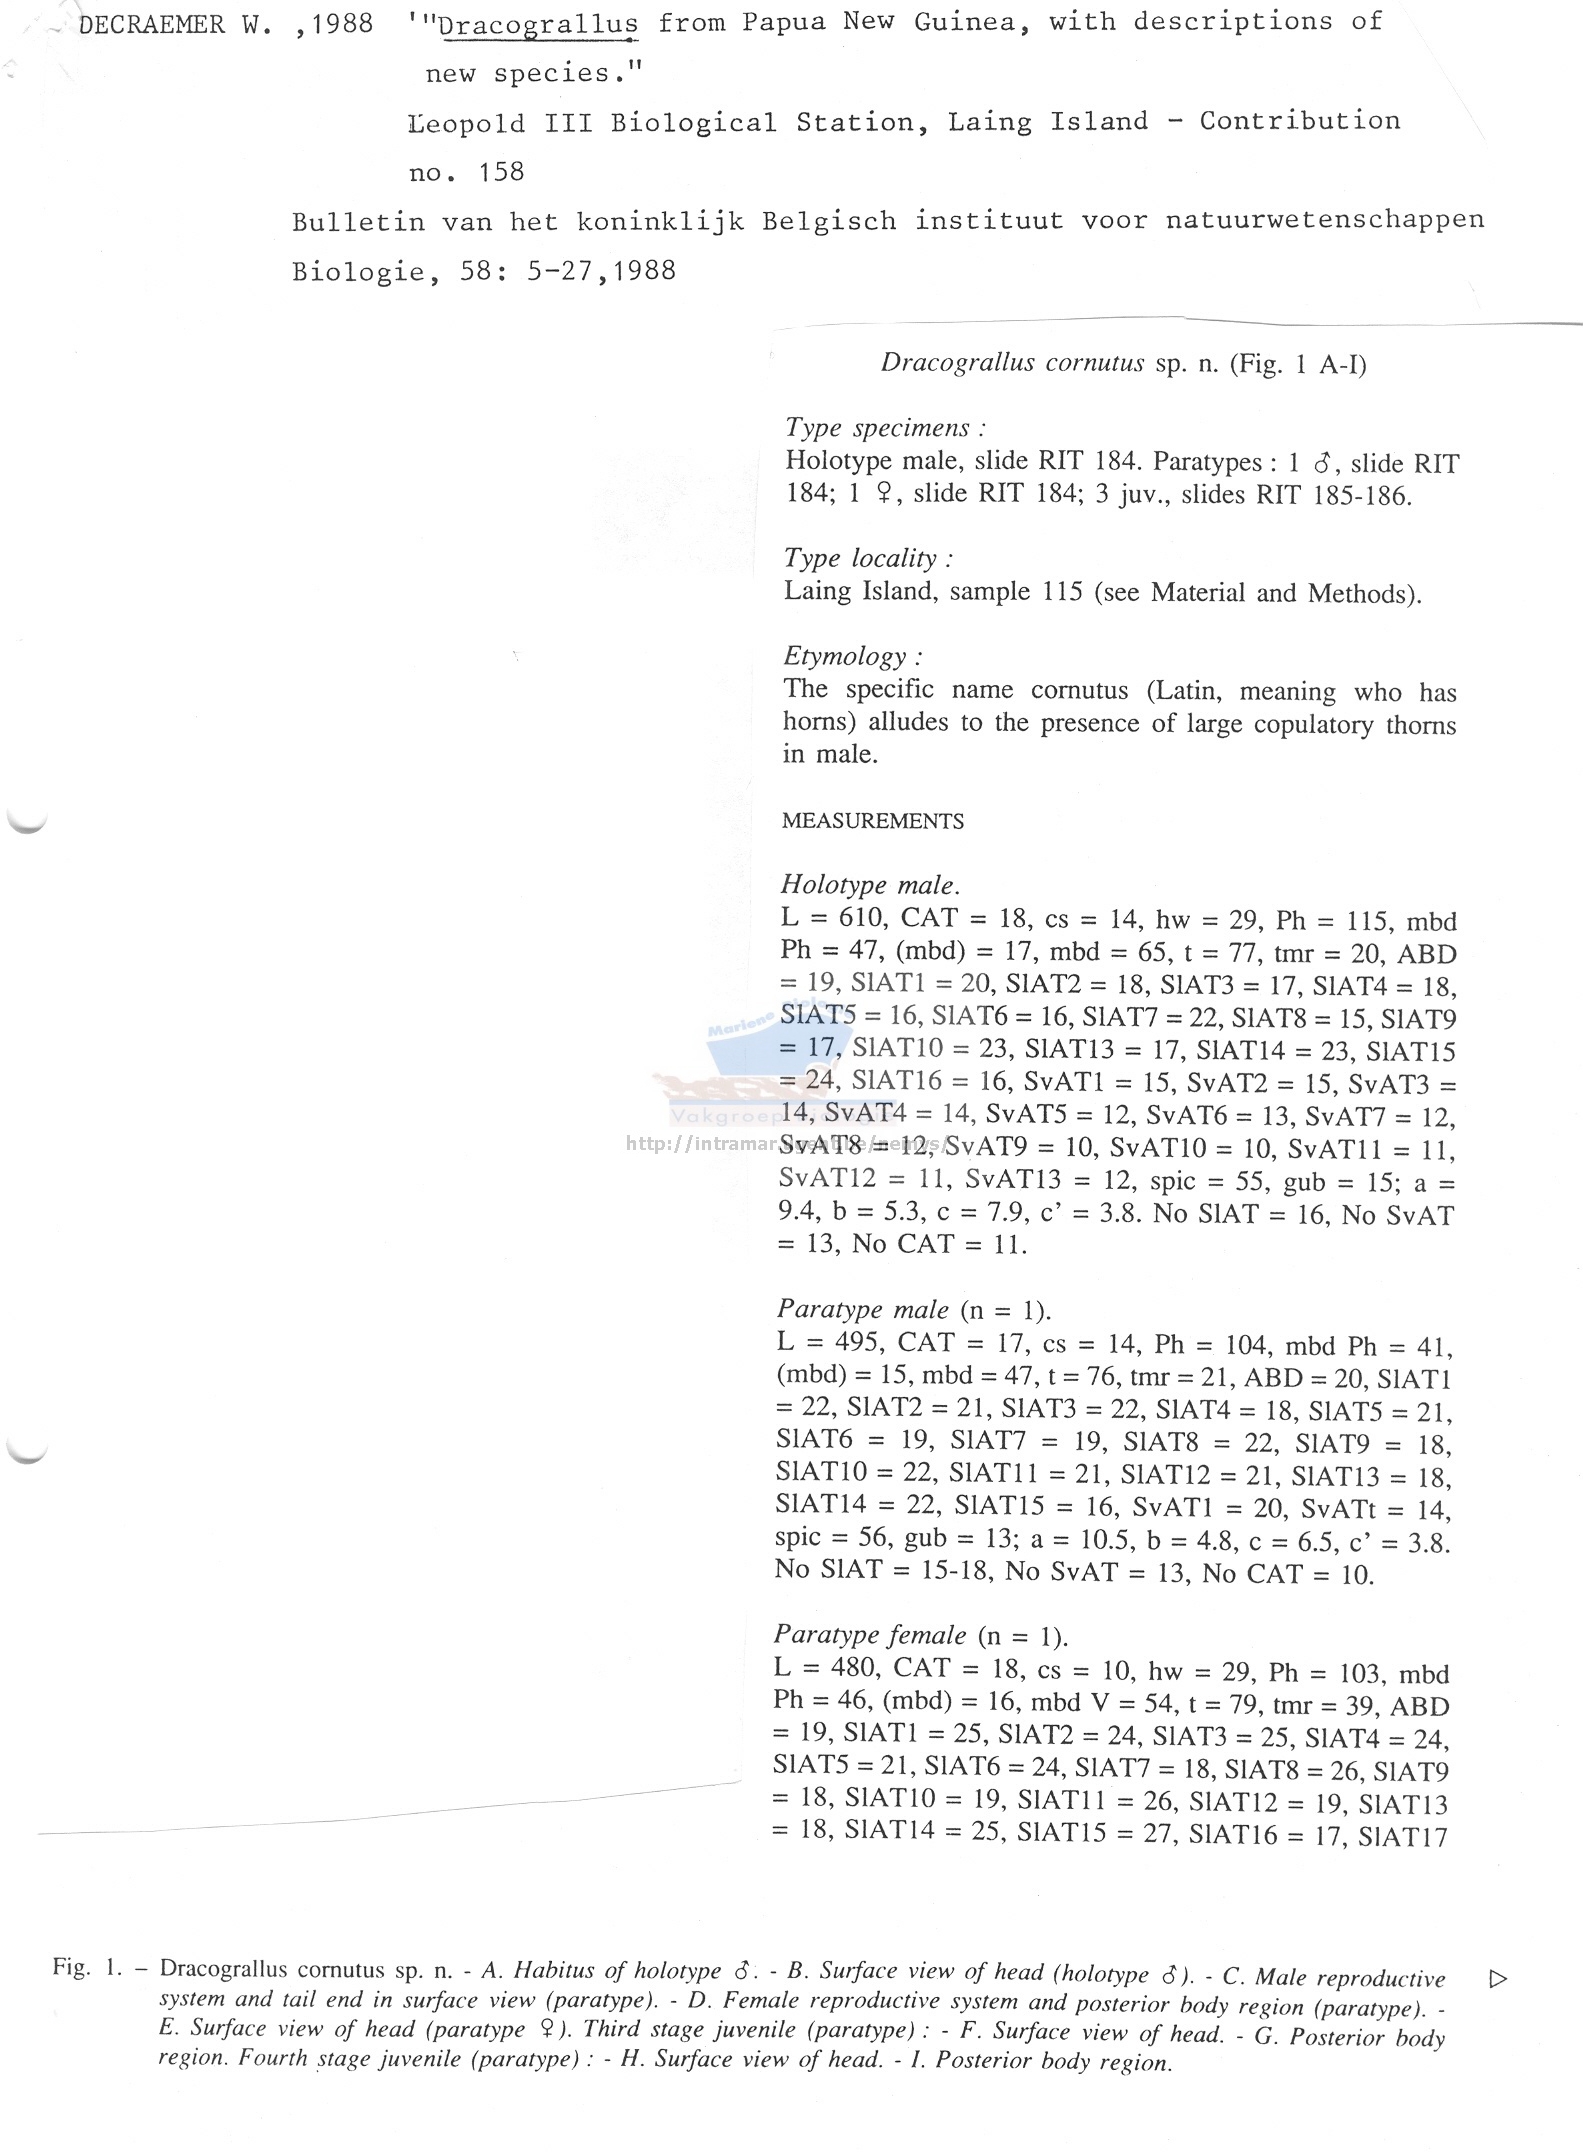 DECRAEMER W. ,1988 '"Dracograllus from Papua New Guinea, with descriptions of
new species."
Leopold III Biological Station, Laing Island - Contribution
no. 158
Bulletin van het koninklijk Belgisch instituut voor natuurwetenschappen
Biologie, 58: 5-27,1988
Dracograllus cornutus sp. n. (Fig. 1 A-I)
Type specimens :
Holotype male, slide RIT 184. Paratypes : 1 ♂, slide RIT
184; 1 ♀, slide RIT 184; 3 juv., slides RIT 185-186.
Type locality :
Laing Island, sample 115 (see Material and Methods).
Etymology :
The specific name cornutus (Latin, meaning who has
horns) alludes to the presence of large copulatory thorns
in male.
MEASUREMENTS
Holotype male.
L = 610, CAT = 18, cs = 14, hw = 29, Ph = 115, mbd
Ph = 47, (mbd) = 17, mbd = 65, t = 77, tmr = 20, ABD
= 19, SlAT1 = 20, SlAT2 = 18, SlAT3 = 17, SlAT4 = 18,
SlAT5 = 16, SlAT6 = 16, SlAT7 = 22, SlAT8 = 15, SlAT9
= 17, SlAT10 = 23, SlAT13 = 17, SlAT14 = 23, SlAT15
= 24, SlAT16 = 16, SvAT1 = 15, SvAT2 = 15, SvAT3 =
14, SvAT4 = 14, SvAT5 = 12, SvAT6 = 13, SvAT7 = 12,
SvAT8 = 12, SvAT9 = 10, SvAT10 = 10, SvAT11 = 11,
SvAT12 = 11, SvAT13 = 12, spic = 55, gub = 15; a =
9.4, b = 5.3, c = 7.9, c' = 3.8. No SlAT = 16, No SvAT
= 13, No CAT = 11.
Mariene
Vakgroep
http://intramar
Paratype male (n = 1).
L = 495, CAT = 17, cs = 14, Ph = 104, mbd Ph = 41,
(mbd) = 15, mbd = 47, t = 76, tmr = 21, ABD = 20, SlAT1
= 22, SlAT2 = 21, SlAT3 = 22, SlAT4 = 18, SlAT5 = 21,
SlAT6 = 19, SlAT7 = 19, SlAT8 = 22, SlAT9 = 18,
SlAT10 = 22, SlAT11 = 21, SlAT12 = 21, SlAT13 = 18,
SlAT14 = 22, SlAT15 = 16, SvAT1 = 20, SvATt = 14,
spic = 56, gub = 13; a = 10.5, b = 4.8, c = 6.5, c' = 3.8.
No SlAT = 15-18, No SvAT = 13, No CAT = 10.
Paratype female (n = 1).
L = 480, CAT = 18, cs = 10, hw = 29, Ph = 103, mbd
Ph = 46, (mbd) = 16, mbd V = 54, t = 79, tmr = 39, ABD
= 19, SlAT1 = 25, SlAT2 = 24, SlAT3 = 25, SlAT4 = 24,
SlAT5 = 21, SlAT6 = 24, SlAT7 = 18, SlAT8 = 26, SlAT9
= 18, SlAT10 = 19, SlAT11 = 26, SlAT12 = 19, SlAT13
= 18, SlAT14 = 25, SlAT15 = 27, SlAT16 = 17, SlAT17
Fig. 1. – Dracograllus cornutus sp. n. - A. Habitus of holotype ♂. - B. Surface view of head (holotype ♂). - C. Male reproductive
system and tail end in surface view (paratype). - D. Female reproductive system and posterior body region (paratype). -
E. Surface view of head (paratype ♀). Third stage juvenile (paratype) : - F. Surface view of head. - G. Posterior body
region. Fourth stage juvenile (paratype) : - H. Surface view of head. - I. Posterior body region.